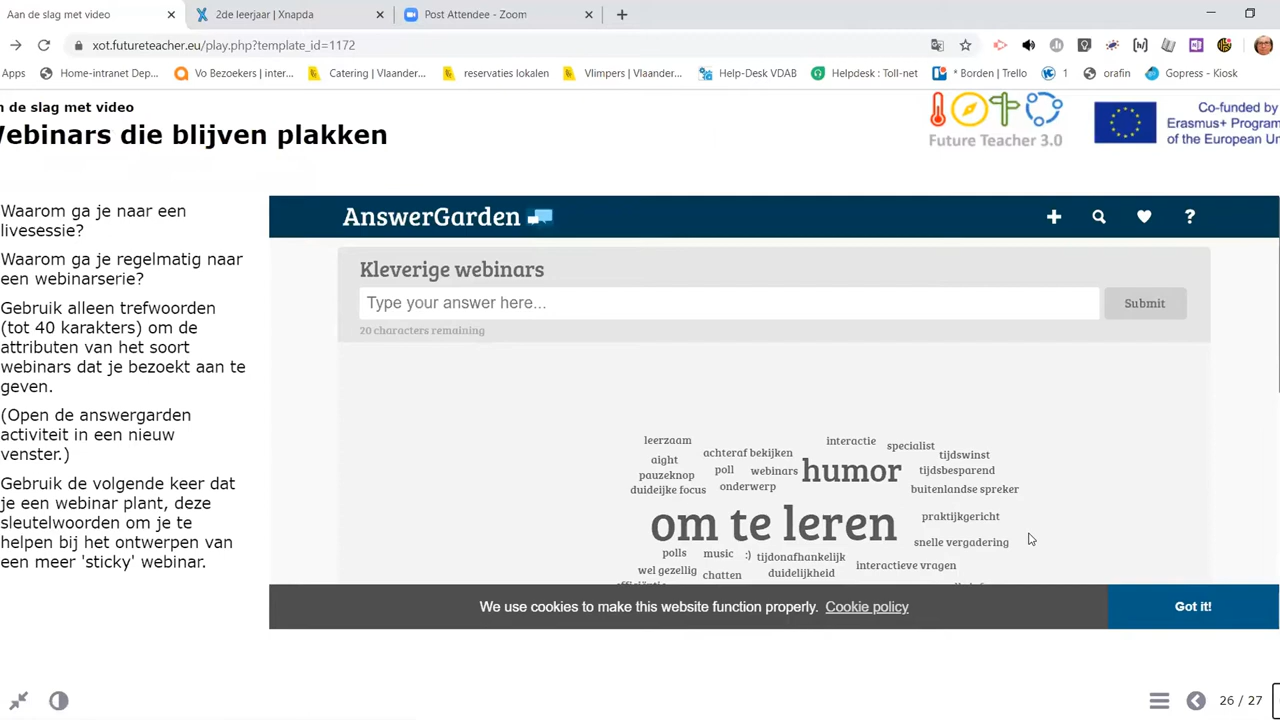 Aan de slag met video
2de leerjaar | Xnapda
Post Attendee - Zoom
xot.futureteacher.eu/play.php?template_id=1172
Apps
Home-intranet Dep...
Vo Bezoekers | inter...
Catering | Vlaander...
reservaties lokalen
Vlimpers | Vlaander...
Help-Desk VDAB
Helpdesk : Toll-net
* Borden | Trello
1
orafin
Gopress - Kiosk
n de slag met video
Webinars die blijven plakken
Future Teacher 3.0
Co-funded by
Erasmus+ Program
of the European Un
Waarom ga je naar een
livesessie?
Waarom ga je regelmatig naar
een webinarserie?
Gebruik alleen trefwoorden
(tot 40 karakters) om de
attributen van het soort
webinars dat je bezoekt aan te
geven.
(Open de answergarden
activiteit in een nieuw
venster.)
Gebruik de volgende keer dat
je een webinar plant, deze
sleutelwoorden om je te
helpen bij het ontwerpen van
een meer 'sticky' webinar.
AnswerGarden
Kleverige webinars
Type your answer here...
Submit
20 characters remaining
leerzaam
interactie
specialist
aight
achteraf bekijken
tijdswinst
pauzeknop
poll
webinars
humor
tijdsbesparend
duideijke focus
onderwerp
buitenlandse spreker
om te leren
praktijkgericht
snelle vergadering
polls
music
:)
tijdonafhankelijk
interactieve vragen
wel gezellig
chatten
duidelijkheid
We use cookies to make this website function properly. Cookie policy
Got it!
26 / 27